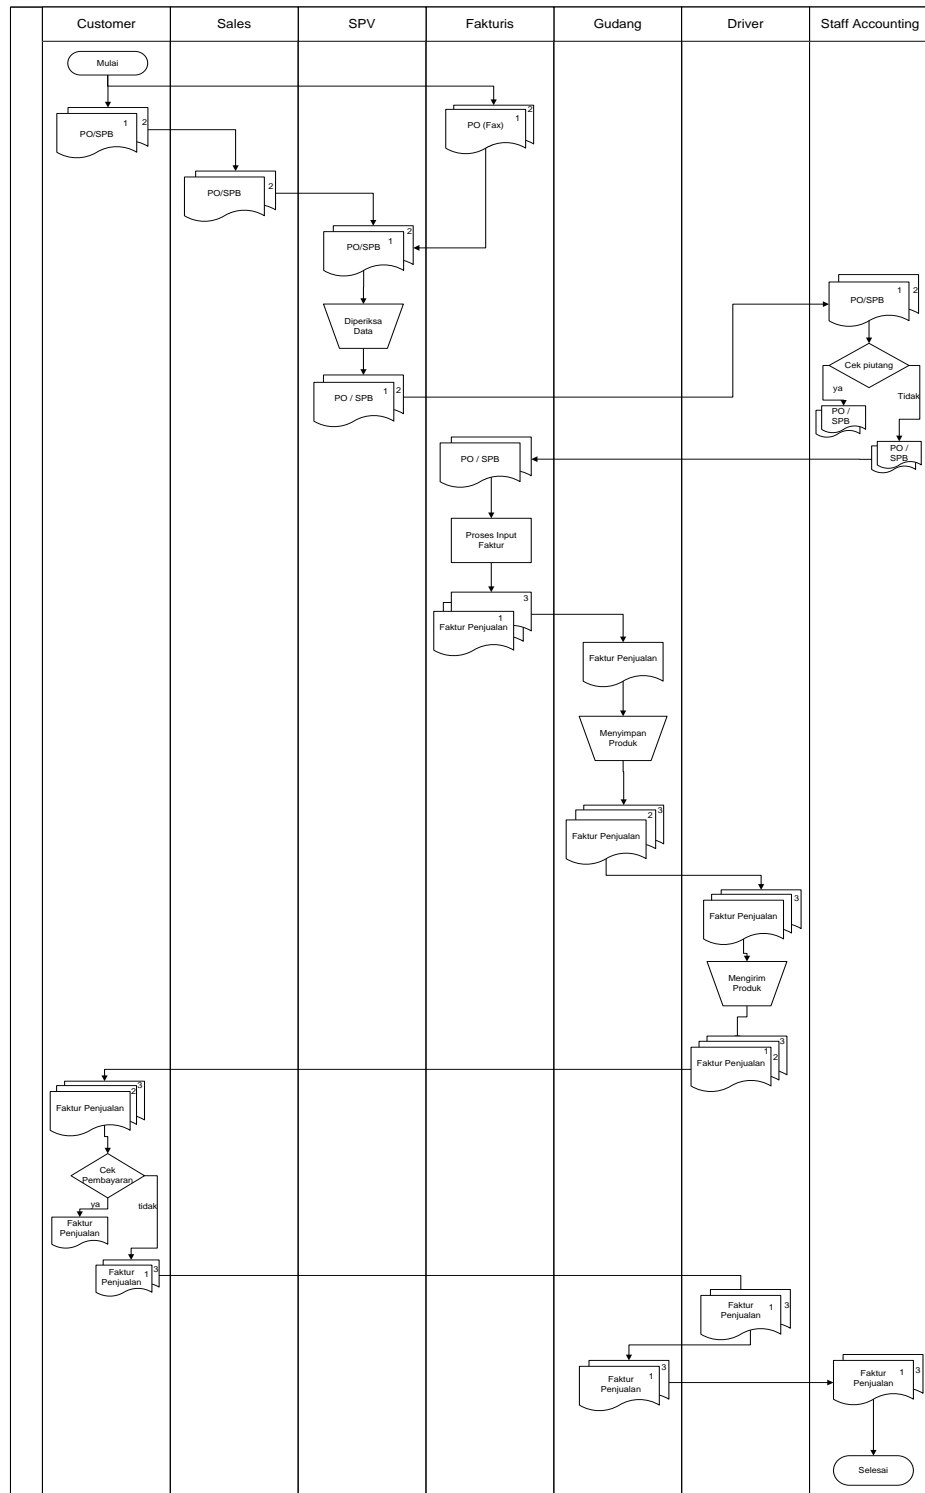 Customer
Sales
SPV
Fakturis
Gudang
Driver
Staff Accounting
Mulai
PO/SPB
1
2
PO (Fax)
1
2
PO/SPB
2
PO/SPB
1
2
PO/SPB
1
2
Diperiksa
Data
Cek piutang
ya
Tidak
PO / SPB
1
2
PO /
SPB
PO /
SPB
PO / SPB
Proses Input
Faktur
3
1
Faktur Penjualan
Faktur Penjualan
Menyimpan
Produk
3
2
Faktur Penjualan
3
Faktur Penjualan
Mengirim
Produk
3
1
2
Faktur Penjualan
3
2
Faktur Penjualan
Cek
Pembayaran
ya
tidak
Faktur
Penjualan
Faktur
Penjualan
1
3
Faktur
Penjualan
1
3
Faktur
Penjualan
1
3
Faktur
Penjualan
1
3
Selesai